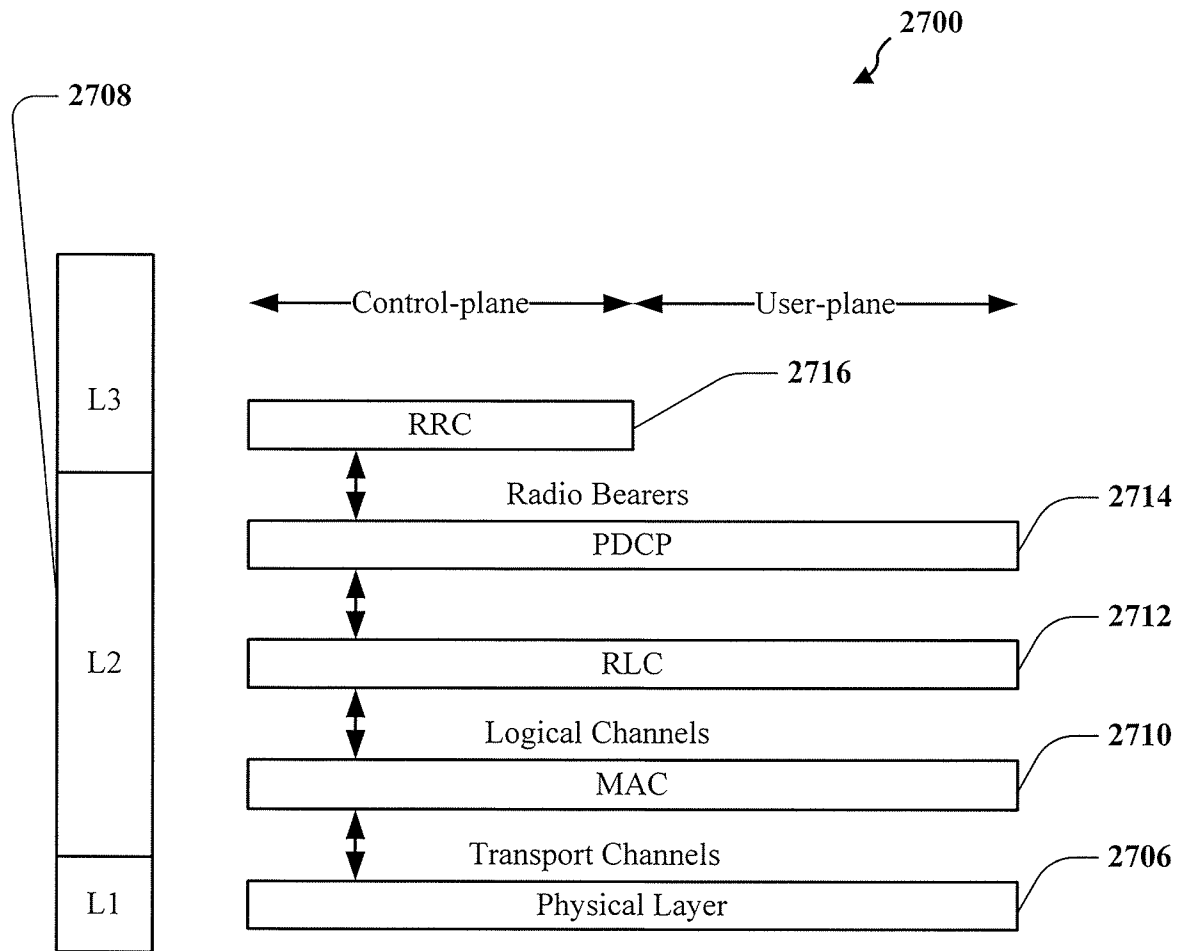 2700
2708
Control-plane User-plane
2716
L3
RRC
Radio Bearers
2714
PDCP
2712
L2
RLC
Logical Channels
2710
MAC
Transport Channels
2706
L1
Physical Layer